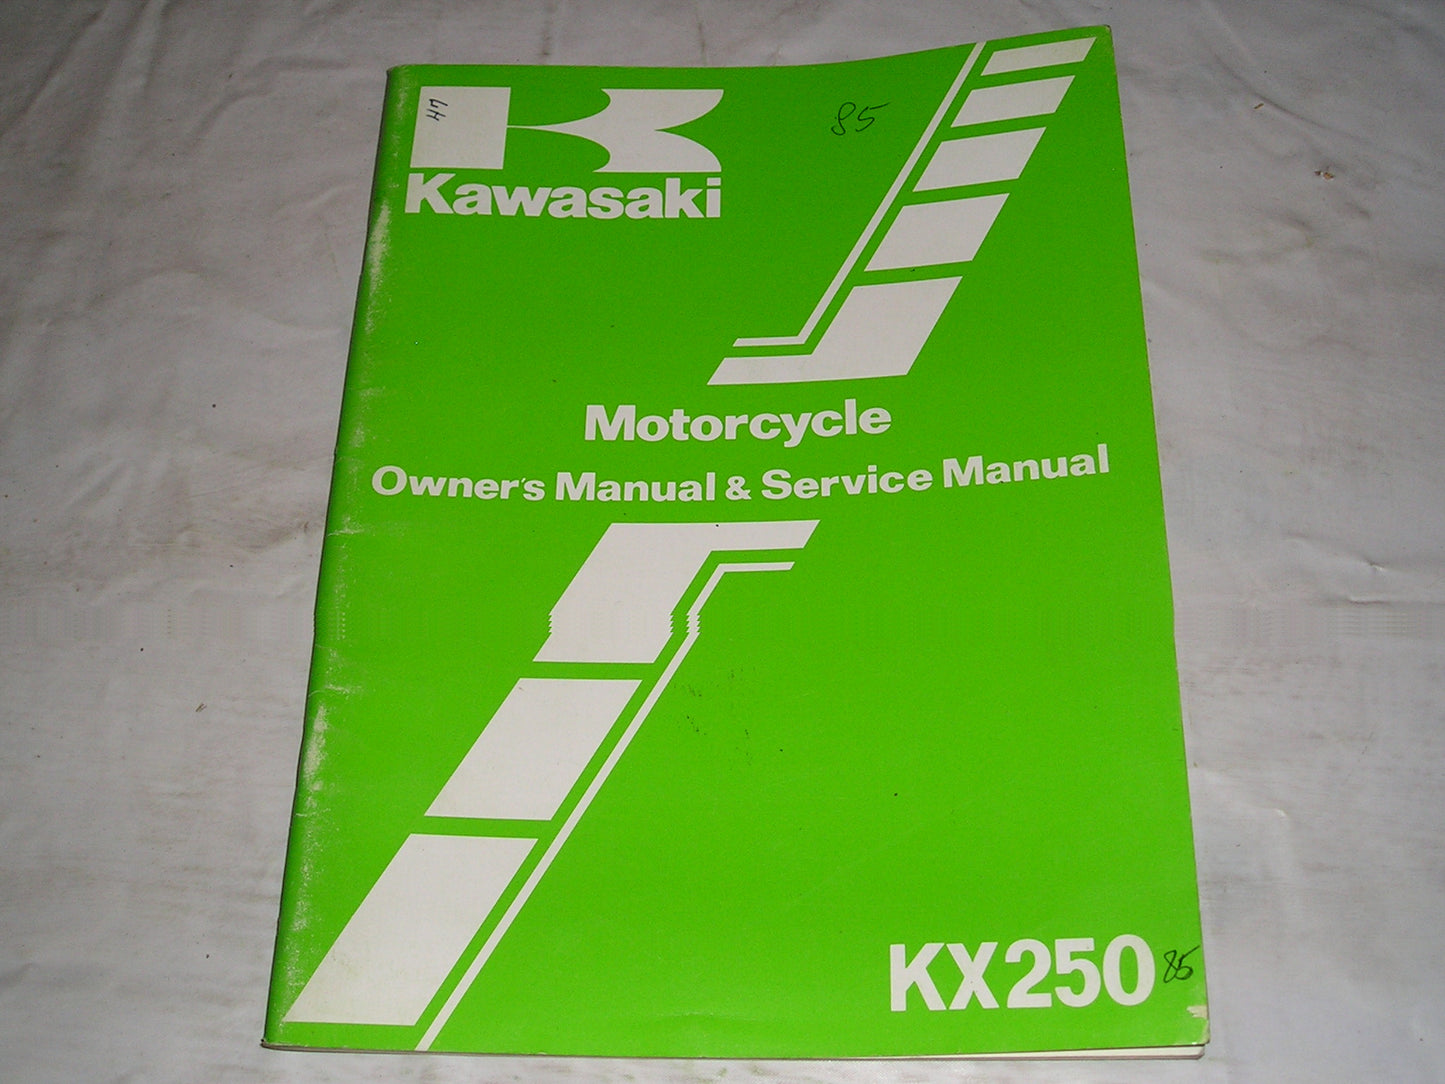 47
85
Kawasaki
Motorcycle
Owner's Manual & Service Manual
KX250 85